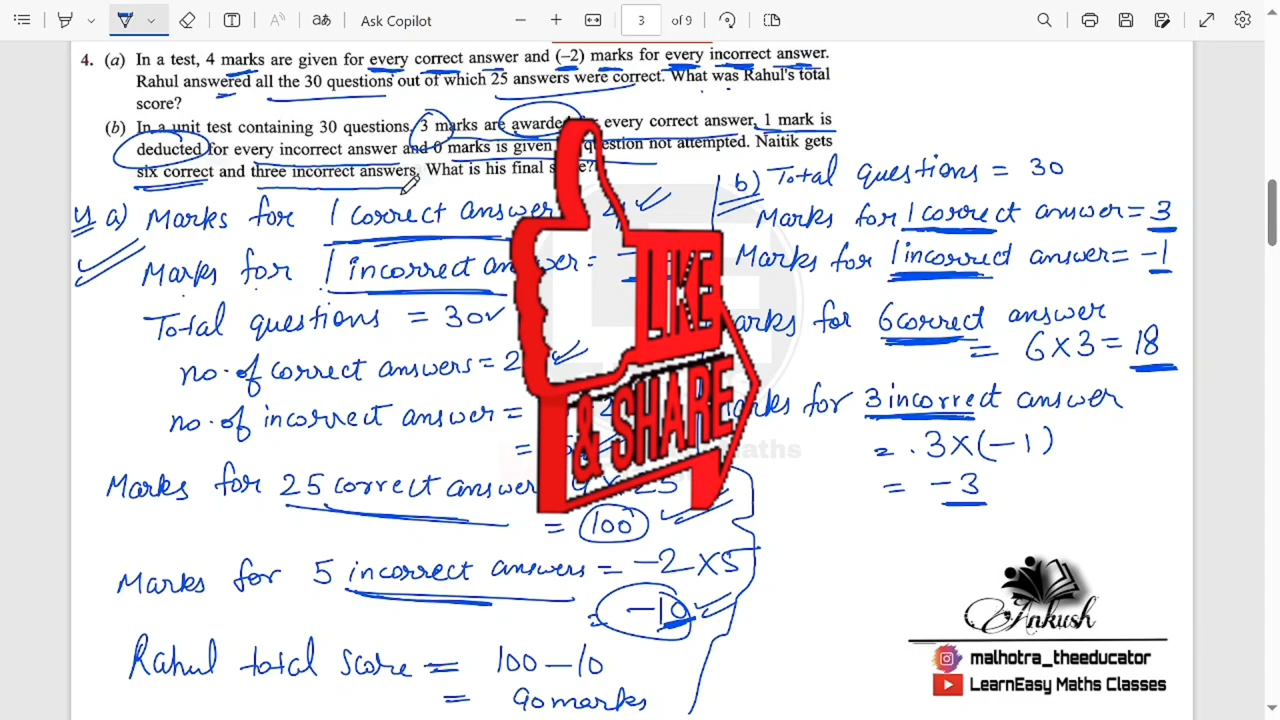 Ask Copilot
3 of 9
4. (a) In a test, 4 marks are given for every correct answer and (–2) marks for every incorrect answer.
Rahul answered all the 30 questions out of which 25 answers were correct. What was Rahul's total
score?
(b) In a unit test containing 30 questions, 3 marks are awarded every correct answer, 1 mark is
deducted for every incorrect answer and 0 marks is given question not attempted. Naitik gets
six correct and three incorrect answers. What is his final
4. a) Marks for 1 correct answer
Marks for 1 incorrect answer =
Total questions = 30
no. of correct answers = 2
no. of incorrect answer =
=
Marks for 25 correct answer 4 × 25
= 100
Marks for 5 incorrect answers = -2 × 5
= -10
Rahul total score = 100 - 10
= 90 marks
b) Total questions = 30
Marks for 1 correct answer = 3
Marks for 1 incorrect answer = -1
Marks for 6 correct answer
= 6 × 3 = 18
for 3 incorrect answer
= 3 × (-1)
= -3
LIKE
& SHARE
Maths
Ankush
malhotra_theeducator
LearnEasy Maths Classes